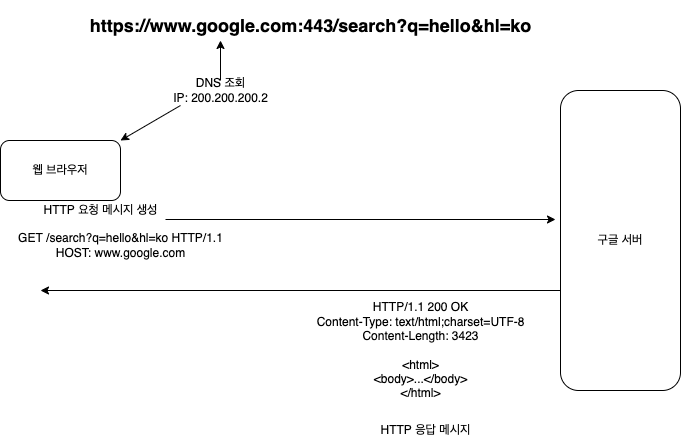 https://www.google.com:443/search?q=hello&hl=ko
DNS 조회
IP: 200.200.200.2
웹 브라우저
HTTP 요청 메시지 생성
GET /search?q=hello&hl=ko HTTP/1.1
HOST: www.google.com
구글 서버
HTTP/1.1 200 OK
Content-Type: text/html;charset=UTF-8
Content-Length: 3423
<html>
<body>...</body>
</html>
HTTP 응답 메시지